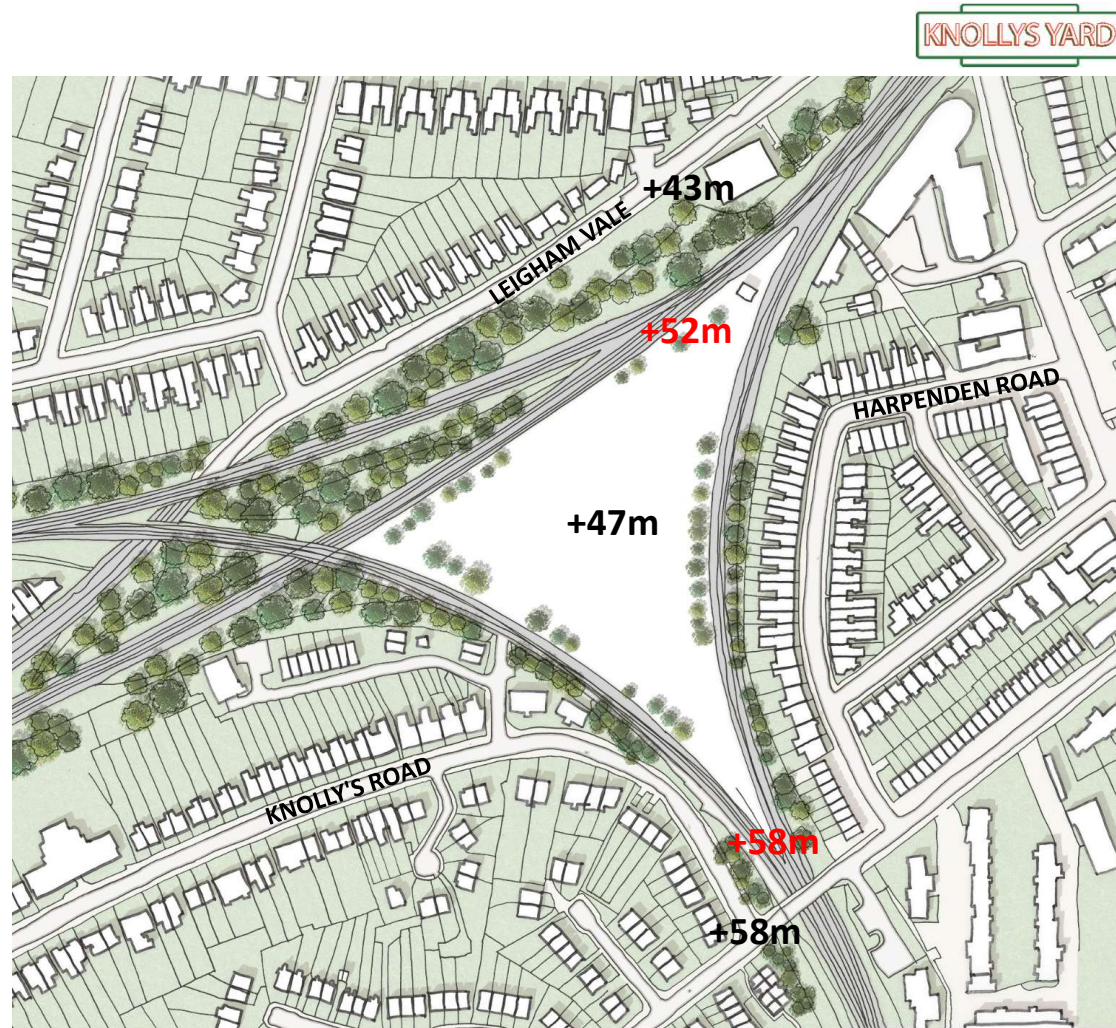 KNOLLYS YARD
+43m
LEIGHAM VALE
+52m
HARPENDEN ROAD
+47m
KNOLLY'S ROAD
+58m
+58m